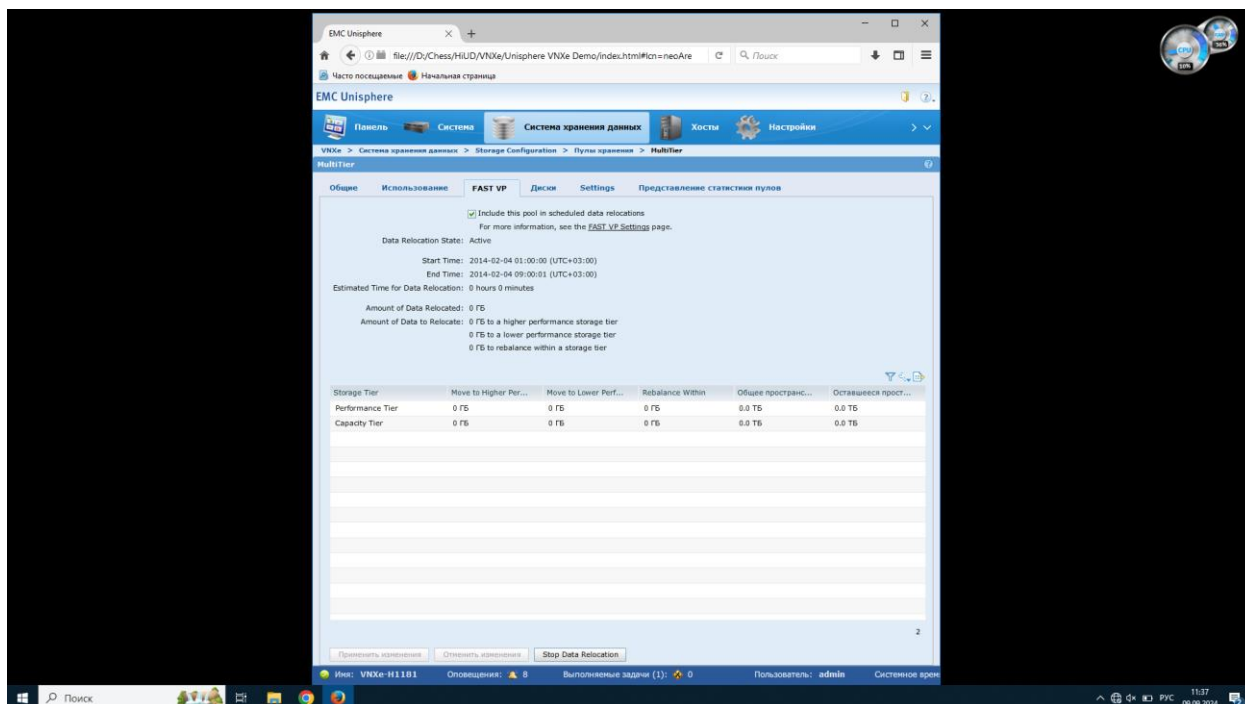 EMC Unisphere
file:///D:/Chess/HiUD/VNXe/Unisphere VNXe Demo/index.html#lcn=neoAre
Поиск
Часто посещаемые Начальная страница
EMC Unisphere
Панель Система Система хранения данных Хосты Настройки
VNXe > Система хранения данных > Storage Configuration > Пулы хранения > MultiTier
MultiTier
Общие Использование FAST VP Диски Settings Представление статистики пулов
Include this pool in scheduled data relocations
For more information, see the FAST VP Settings page.
Data Relocation State: Active
Start Time: 2014-02-04 01:00:00 (UTC+03:00)
End Time: 2014-02-04 09:00:01 (UTC+03:00)
Estimated Time for Data Relocation: 0 hours 0 minutes
Amount of Data Relocated: 0 ГБ
Amount of Data to Relocate: 0 ГБ to a higher performance storage tier
0 ГБ to a lower performance storage tier
0 ГБ to rebalance within a storage tier
Storage Tier Move to Higher Per... Move to Lower Perf... Rebalance Within Общее пространс... Оставшееся прост...
Performance Tier 0 ГБ 0 ГБ 0 ГБ 0.0 ТБ 0.0 ТБ
Capacity Tier 0 ГБ 0 ГБ 0 ГБ 0.0 ТБ 0.0 ТБ
2
Применить изменения Отменить изменения Stop Data Relocation
Имя: VNXe-H1181 Оповещения: 8 Выполняемые задачи (1): 0 Пользователь: admin Системное врем
Поиск РУС 11:37
09.09.2024
CPU